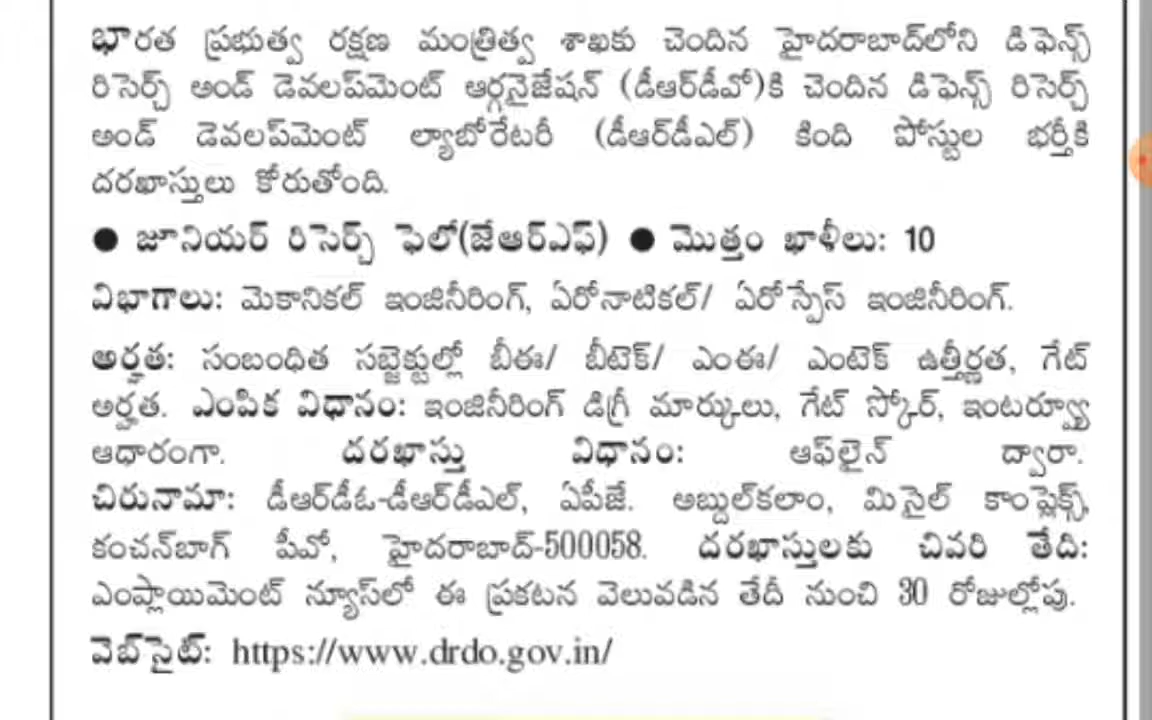 భారత ప్రభుత్వ రక్షణ మంత్రిత్వ శాఖకు చెందిన హైదరాబాద్‌లోని డిఫెన్స్
రిసెర్చ్ అండ్ డెవలప్‌మెంట్ ఆర్గనైజేషన్ (డీఆర్‌డీవో)కి చెందిన డిఫెన్స్ రిసెర్చ్
అండ్ డెవలప్‌మెంట్ ల్యాబోరేటరీ (డీఆర్‌డీఎల్) కింది పోస్టుల భర్తీకి
దరఖాస్తులు కోరుతోంది.
● జూనియర్ రిసెర్చ్ ఫెలో(జేఆర్ఎఫ్) ● మొత్తం ఖాళీలు: 10
విభాగాలు: మెకానికల్ ఇంజినీరింగ్, ఏరోనాటికల్/ ఏరోస్పేస్ ఇంజినీరింగ్.
అర్హత: సంబంధిత సబ్జెక్టుల్లో బీఈ/ బీటెక్/ ఎంఈ/ ఎంటెక్ ఉత్తీర్ణత, గేట్
అర్హత. ఎంపిక విధానం: ఇంజినీరింగ్ డిగ్రీ మార్కులు, గేట్ స్కోర్, ఇంటర్వ్యూ
ఆధారంగా. దరఖాస్తు విధానం: ఆఫ్‌లైన్ ద్వారా.
చిరునామా: డీఆర్‌డీఓ-డీఆర్‌డీఎల్, ఏపీజే. అబ్దుల్‌కలాం, మిసైల్ కాంప్లెక్స్,
కంచన్‌బాగ్ పీవో, హైదరాబాద్-500058. దరఖాస్తులకు చివరి తేది:
ఎంప్లాయిమెంట్ న్యూస్‌లో ఈ ప్రకటన వెలువడిన తేదీ నుంచి 30 రోజుల్లోపు.
వెబ్‌సైట్: https://www.drdo.gov.in/